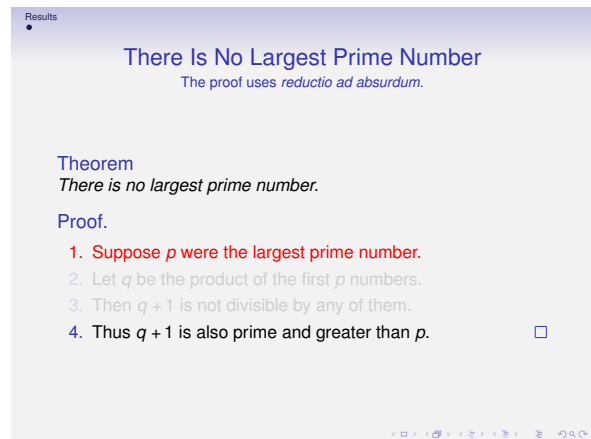 Results
There Is No Largest Prime Number
The proof uses reductio ad absurdum.
Theorem
There is no largest prime number.
Proof.
1. Suppose p were the largest prime number.
2. Let q be the product of the first p numbers.
3. Then q + 1 is not divisible by any of them.
4. Thus q + 1 is also prime and greater than p.